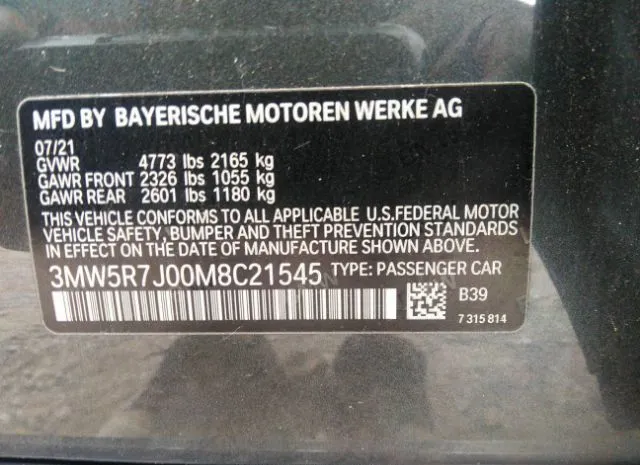 MFD BY BAYERISCHE MOTOREN WERKE AG
07/21
GVWR 4773 lbs 2165 kg
GAWR FRONT 2326 lbs 1055 kg
GAWR REAR 2601 lbs 1180 kg
THIS VEHICLE CONFORMS TO ALL APPLICABLE U.S.FEDERAL MOTOR
VEHICLE SAFETY, BUMPER AND THEFT PREVENTION STANDARDS
IN EFFECT ON THE DATE OF MANUFACTURE SHOWN ABOVE.
3MW5R7J00M8C21545 TYPE: PASSENGER CAR
B39
7 315 814